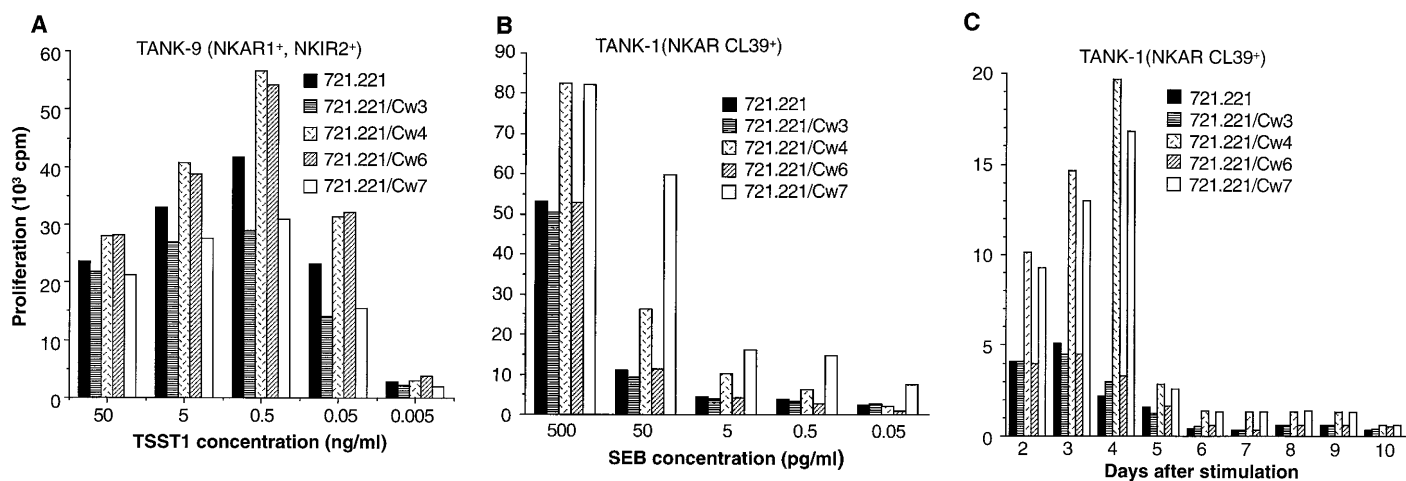 A
TANK-9 (NKAR1⁺, NKIR2⁺)
721.221
721.221/Cw3
721.221/Cw4
721.221/Cw6
721.221/Cw7
Proliferation (10³ cpm)
60
50
40
30
20
10
0
50 5 0.5 0.05 0.005
TSST1 concentration (ng/ml)
B
TANK-1(NKAR CL39⁺)
721.221
721.221/Cw3
721.221/Cw4
721.221/Cw6
721.221/Cw7
90
80
70
60
50
40
30
20
10
0
500 50 5 0.5 0.05
SEB concentration (pg/ml)
C
TANK-1(NKAR CL39⁺)
721.221
721.221/Cw3
721.221/Cw4
721.221/Cw6
721.221/Cw7
20
15
10
5
0
2 3 4 5 6 7 8 9 10
Days after stimulation